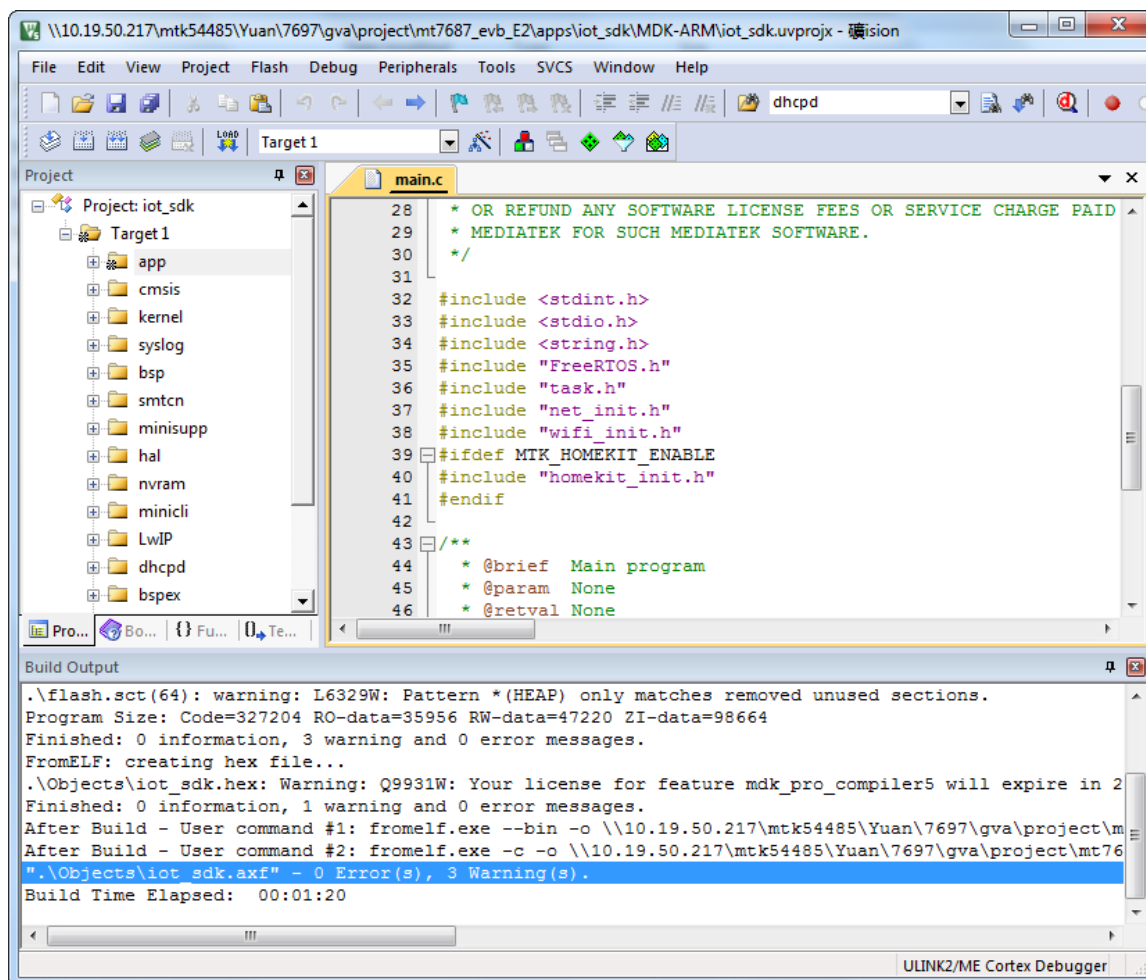 \\10.19.50.217\mtk54485\Yuan\7697\gva\project\mt7687_evb_E2\apps\iot_sdk\MDK-ARM\iot_sdk.uvprojx - 礦ision
File Edit View Project Flash Debug Peripherals Tools SVCS Window Help
dhcpd
LOAD Target 1
Project
main.c
Project: iot_sdk
Target 1
app
cmsis
kernel
syslog
bsp
smtcn
minisupp
hal
nvram
minicli
LwIP
dhcpd
bspex
Pro... Bo... {} Fu... Te...
28 * OR REFUND ANY SOFTWARE LICENSE FEES OR SERVICE CHARGE PAID
29 * MEDIATEK FOR SUCH MEDIATEK SOFTWARE.
30 */
31
32 #include <stdint.h>
33 #include <stdio.h>
34 #include <string.h>
35 #include "FreeRTOS.h"
36 #include "task.h"
37 #include "net_init.h"
38 #include "wifi_init.h"
39 #ifdef MTK_HOMEKIT_ENABLE
40 #include "homekit_init.h"
41 #endif
42
43 /**
44 * @brief Main program
45 * @param None
46 * @retval None
Build Output
.\flash.sct(64): warning: L6329W: Pattern *(HEAP) only matches removed unused sections.
Program Size: Code=327204 RO-data=35956 RW-data=47220 ZI-data=98664
Finished: 0 information, 3 warning and 0 error messages.
FromELF: creating hex file...
.\Objects\iot_sdk.hex: Warning: Q9931W: Your license for feature mdk_pro_compiler5 will expire in 2
Finished: 0 information, 1 warning and 0 error messages.
After Build - User command #1: fromelf.exe --bin -o \\10.19.50.217\mtk54485\Yuan\7697\gva\project\m
After Build - User command #2: fromelf.exe -c -o \\10.19.50.217\mtk54485\Yuan\7697\gva\project\mt76
".\Objects\iot_sdk.axf" - 0 Error(s), 3 Warning(s).
Build Time Elapsed: 00:01:20
ULINK2/ME Cortex Debugger